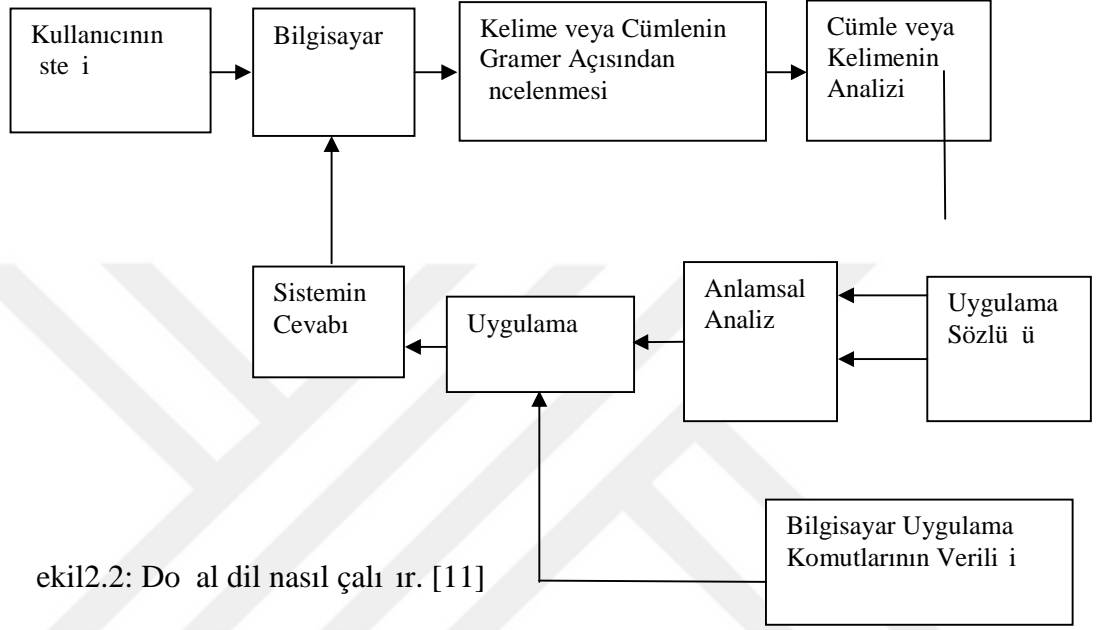 Kullanıcının
ste i
Bilgisayar
Kelime veya Cümlenin
Gramer Açısından
ncelenmesi
Cümle veya
Kelimenin
Analizi
Sistemin
Cevabı
Uygulama
Anlamsal
Analiz
Uygulama
Sözlü ü
Bilgisayar Uygulama
Komutlarının Verili i
ekil2.2: Do al dil nasıl çalı ır. [11]